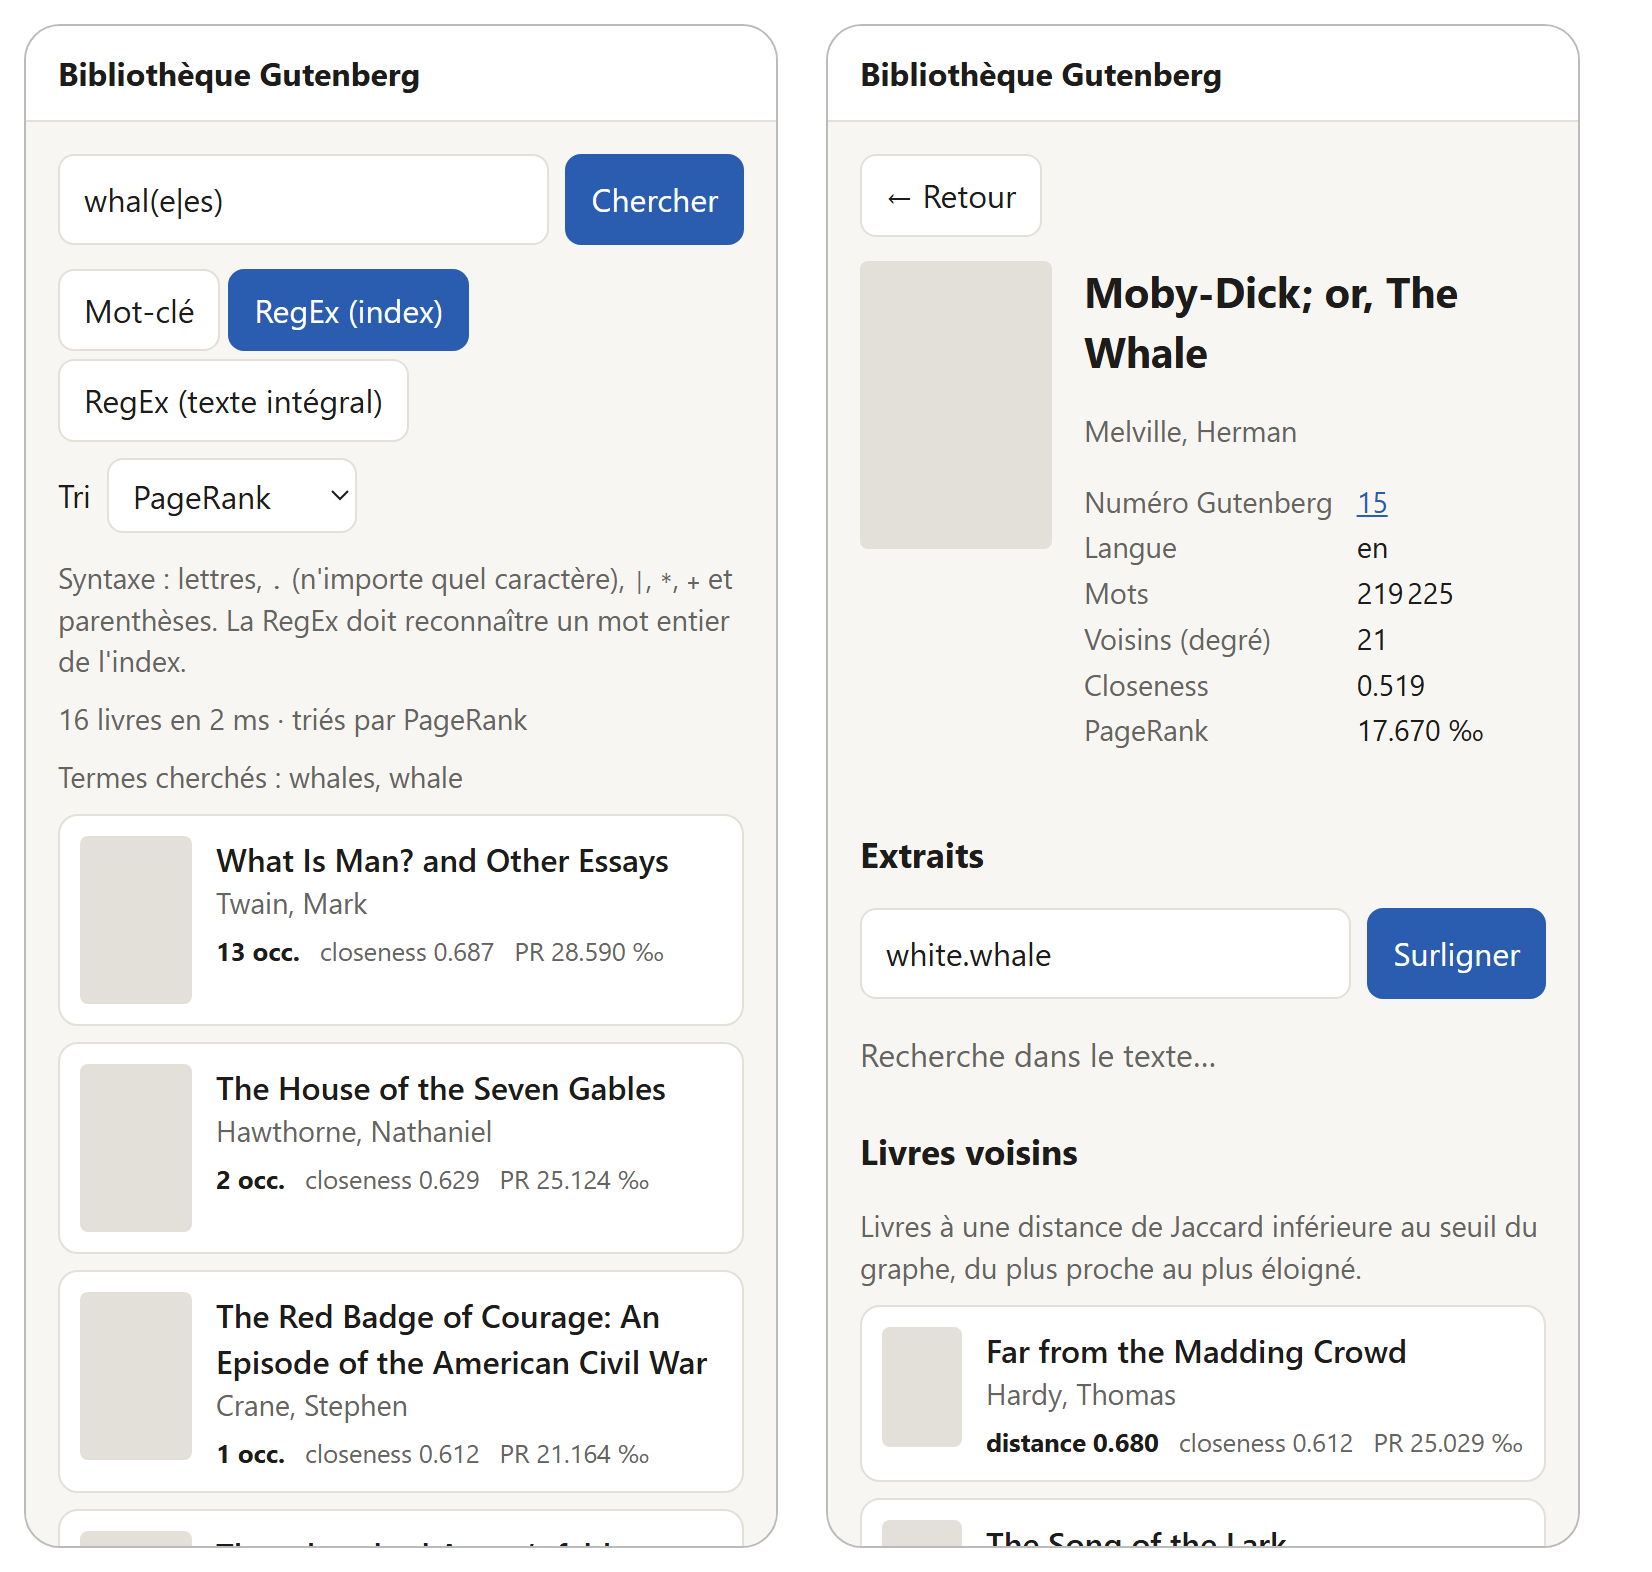 Bibliothèque Gutenberg
whal(e|es)
Chercher
Mot-clé
RegEx (index)
RegEx (texte intégral)
Tri
PageRank
Syntaxe : lettres, . (n'importe quel caractère), |, *, + et
parenthèses. La RegEx doit reconnaître un mot entier
de l'index.
16 livres en 2 ms · triés par PageRank
Termes cherchés : whales, whale
What Is Man? and Other Essays
Twain, Mark
13 occ. closeness 0.687 PR 28.590 ‰
The House of the Seven Gables
Hawthorne, Nathaniel
2 occ. closeness 0.629 PR 25.124 ‰
The Red Badge of Courage: An
Episode of the American Civil War
Crane, Stephen
1 occ. closeness 0.612 PR 21.164 ‰
Bibliothèque Gutenberg
← Retour
Moby-Dick; or, The
Whale
Melville, Herman
Numéro Gutenberg 15
Langue en
Mots 219 225
Voisins (degré) 21
Closeness 0.519
PageRank 17.670 ‰
Extraits
white.whale
Surligner
Recherche dans le texte…
Livres voisins
Livres à une distance de Jaccard inférieure au seuil du
graphe, du plus proche au plus éloigné.
Far from the Madding Crowd
Hardy, Thomas
distance 0.680 closeness 0.612 PR 25.029 ‰
The Song of the Lark